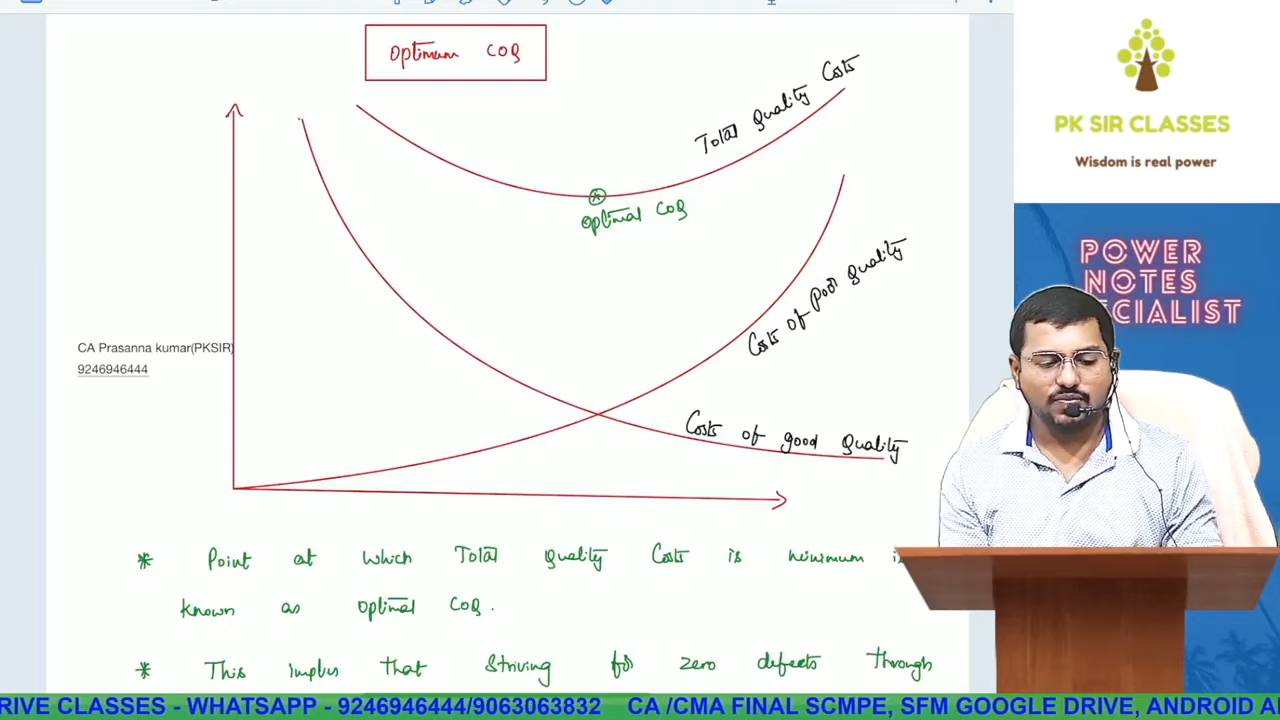 Optimum COQ
PK SIR CLASSES
Wisdom is real power
Total Quality Costs
Optimal COQ
POWER
NOTES
Costs of Poor Quality
CA Prasanna kumar(PKSIR)
9246946444
Costs of good Quality
* Point at which Total Quality Costs is minimum
known as optimal COQ.
* This implies that striving for zero defects through
RIVE CLASSES - WHATSAPP - 9246946444/9063063832 CA /CMA FINAL SCMPE, SFM GOOGLE DRIVE, ANDROID A